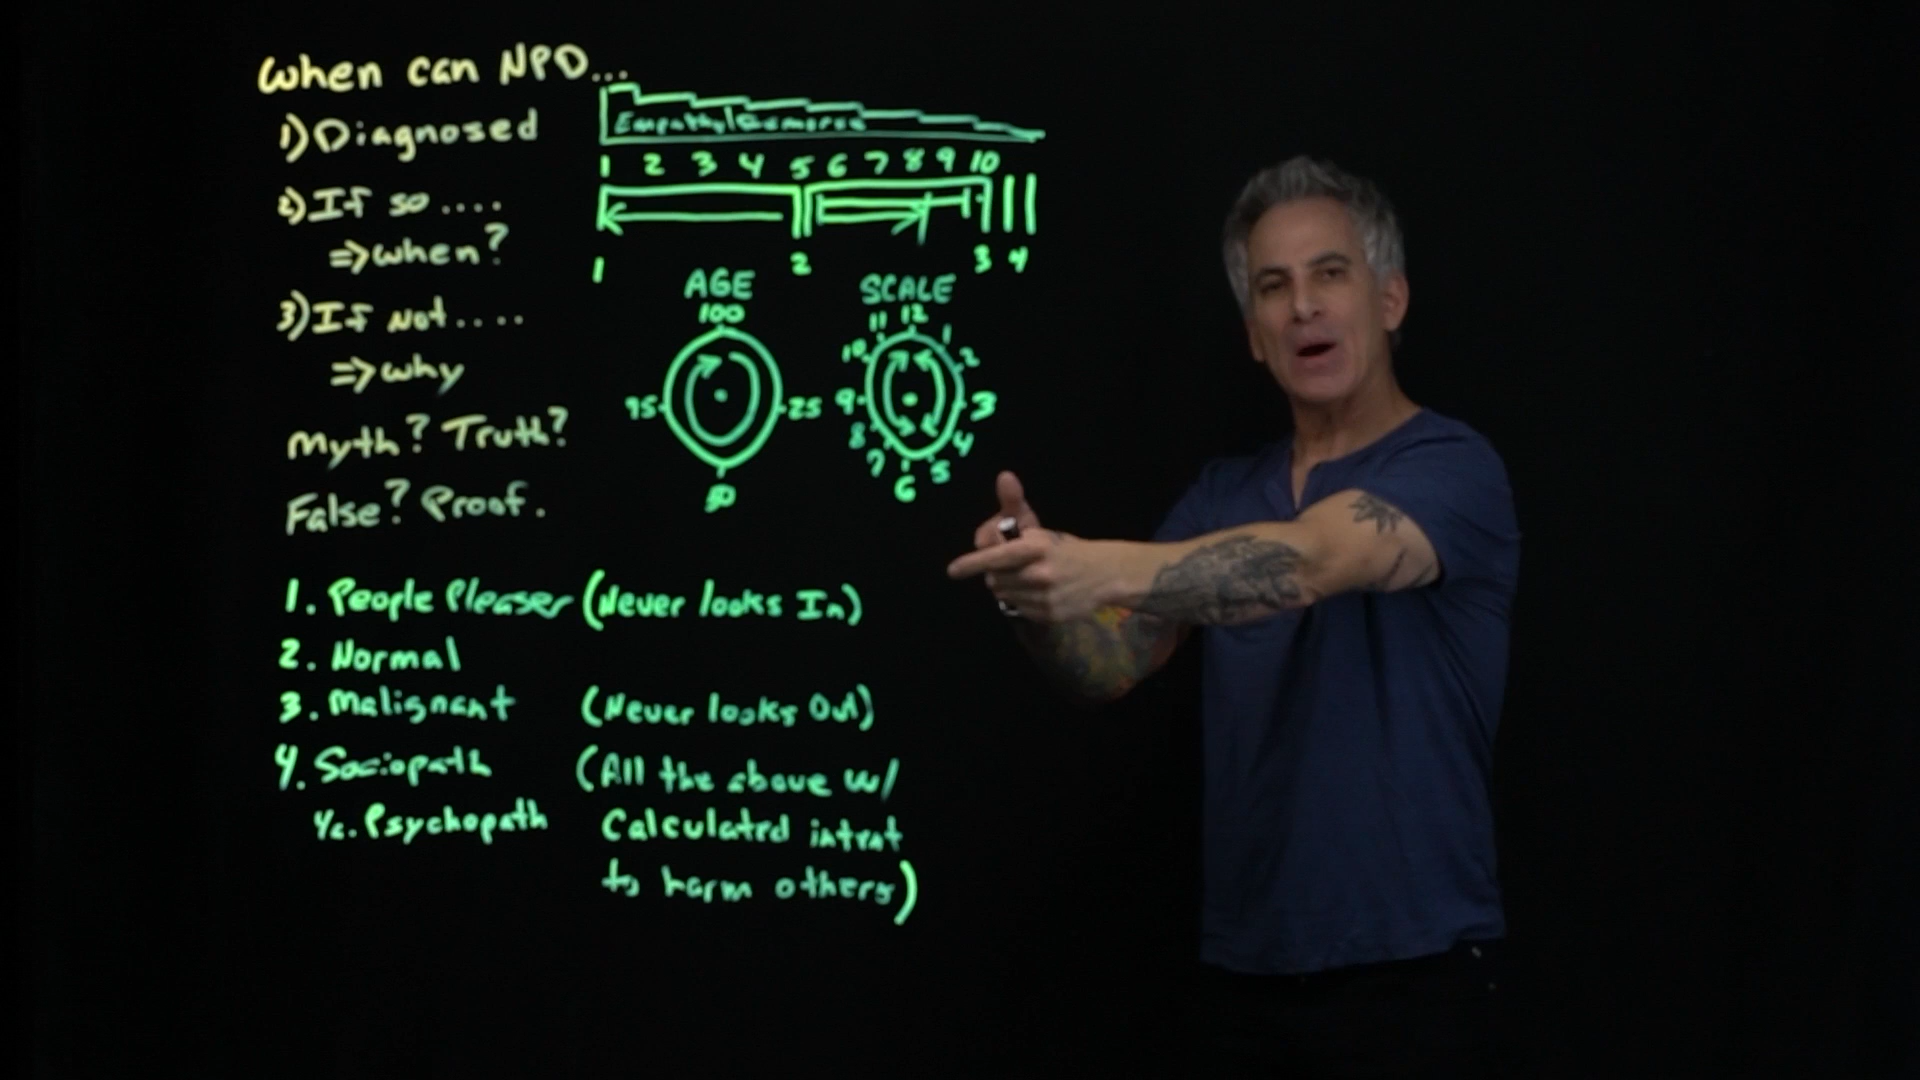 When can NPD...
1) Diagnosed
2) If so ....
=> when?
3) If Not ....
=> why
Myth? Truth?
False? Proof.
Empathy/Remorse
1 2 3 4 5 6 7 8 9 10
1 2 3 4
AGE
100
25
50
75
SCALE
12
1
2
3
4
5
6
7
8
9
10
11
1. People Pleaser (Never looks In)
2. Normal
3. Malignant (Never looks Out)
4. Sociopath (All the above w/
Psychopath Calculated intent
to harm others)